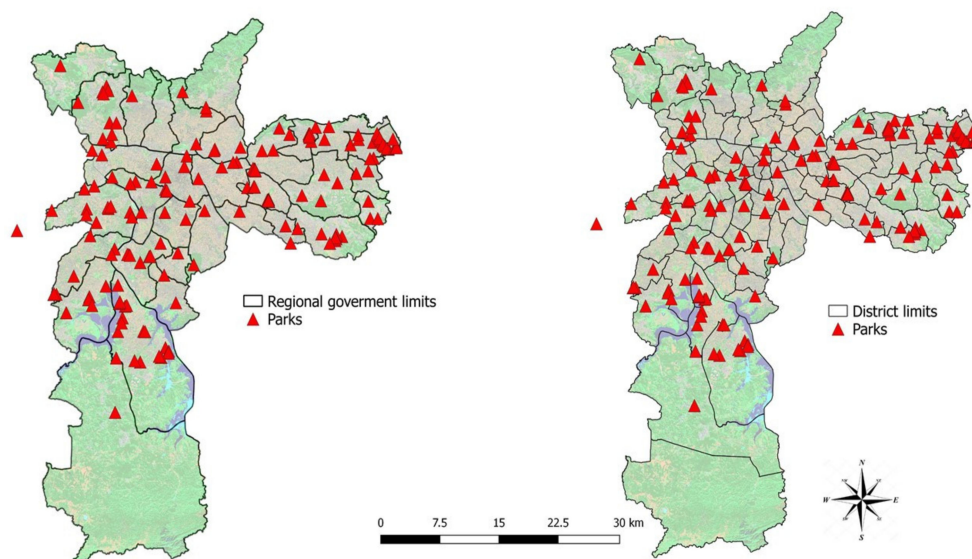 Regional goverment limits
Parks
District limits
Parks
0 7.5 15 22.5 30 km
N
W E
S